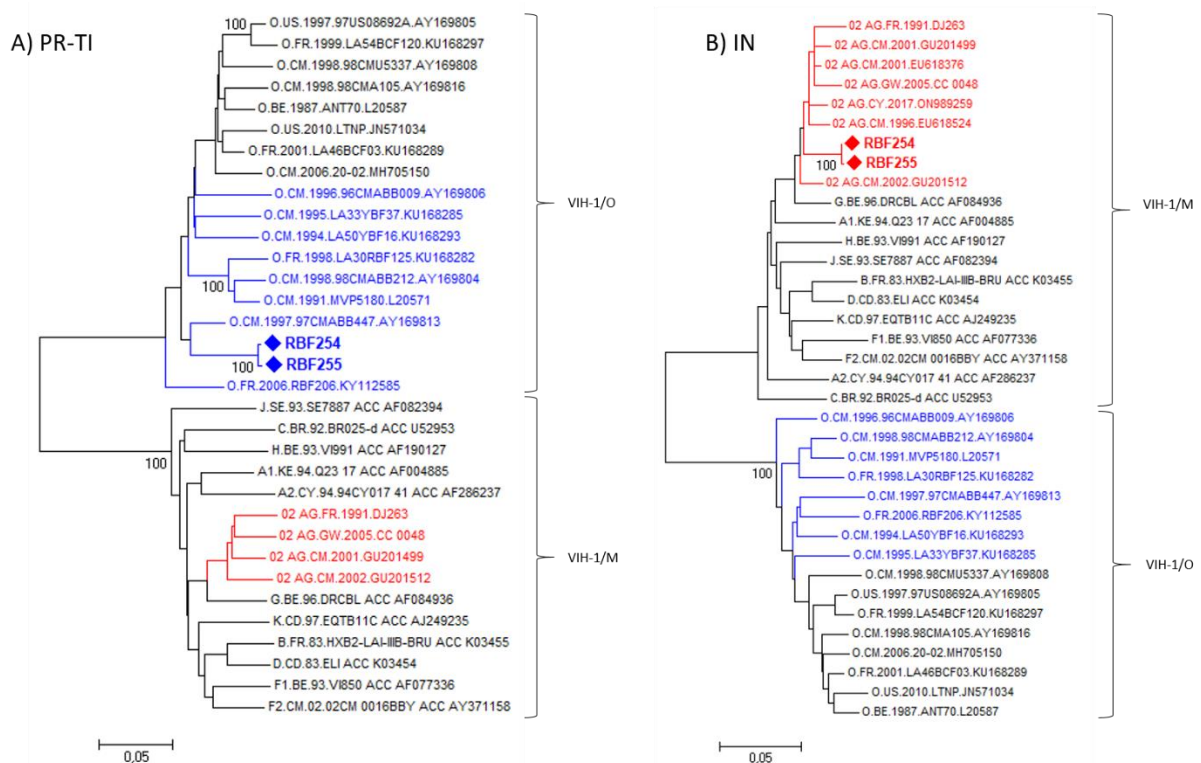 A) PR-TI
100
O.US.1997.97US08692A.AY169805
O.FR.1999.LA54BCF120.KU168297
O.CM.1998.98CMU5337.AY169808
O.CM.1998.98CMA105.AY169816
O.BE.1987.ANT70.L20587
O.US.2010.LTNP.JN571034
O.FR.2001.LA46BCF03.KU168289
O.CM.2006.20-02.MH705150
O.CM.1996.96CMABB009.AY169806
O.CM.1995.LA33YBF37.KU168285
O.CM.1994.LA50YBF16.KU168293
O.FR.1998.LA30RBF125.KU168282
O.CM.1998.98CMABB212.AY169804
100
O.CM.1991.MVP5180.L20571
O.CM.1997.97CMABB447.AY169813
RBF254
RBF255
100
O.FR.2006.RBF206.KY112585
VIH-1/O
J.SE.93.SE7887 ACC AF082394
C.BR.92.BR025-d ACC U52953
H.BE.93.VI991 ACC AF190127
100
A1.KE.94.Q23 17 ACC AF004885
A2.CY.94.94CY017 41 ACC AF286237
02 AG.FR.1991.DJ263
02 AG.GW.2005.CC 0048
02 AG.CM.2001.GU201499
02 AG.CM.2002.GU201512
G.BE.96.DRCBL ACC AF084936
K.CD.97.EQTB11C ACC AJ249235
B.FR.83.HXB2-LAI-IIIB-BRU ACC K03455
D.CD.83.ELI ACC K03454
F1.BE.93.VI850 ACC AF077336
F2.CM.02.02CM 0016BBY ACC AY371158
VIH-1/M
0,05
B) IN
02 AG.FR.1991.DJ263
02 AG.CM.2001.GU201499
02 AG.CM.2001.EU618376
02 AG.GW.2005.CC 0048
02 AG.CY.2017.ON989259
02 AG.CM.1996.EU618524
RBF254
RBF255
100
02 AG.CM.2002.GU201512
G.BE.96.DRCBL ACC AF084936
A1.KE.94.Q23 17 ACC AF004885
H.BE.93.VI991 ACC AF190127
J.SE.93.SE7887 ACC AF082394
B.FR.83.HXB2-LAI-IIIB-BRU ACC K03455
D.CD.83.ELI ACC K03454
K.CD.97.EQTB11C ACC AJ249235
F1.BE.93.VI850 ACC AF077336
F2.CM.02.02CM 0016BBY ACC AY371158
A2.CY.94.94CY017 41 ACC AF286237
C.BR.92.BR025-d ACC U52953
VIH-1/M
O.CM.1996.96CMABB009.AY169806
O.CM.1998.98CMABB212.AY169804
O.CM.1991.MVP5180.L20571
100
O.FR.1998.LA30RBF125.KU168282
O.CM.1997.97CMABB447.AY169813
O.FR.2006.RBF206.KY112585
O.CM.1994.LA50YBF16.KU168293
O.CM.1995.LA33YBF37.KU168285
O.CM.1998.98CMU5337.AY169808
O.US.1997.97US08692A.AY169805
O.FR.1999.LA54BCF120.KU168297
O.CM.1998.98CMA105.AY169816
O.CM.2006.20-02.MH705150
O.FR.2001.LA46BCF03.KU168289
O.US.2010.LTNP.JN571034
O.BE.1987.ANT70.L20587
VIH-1/O
0,05